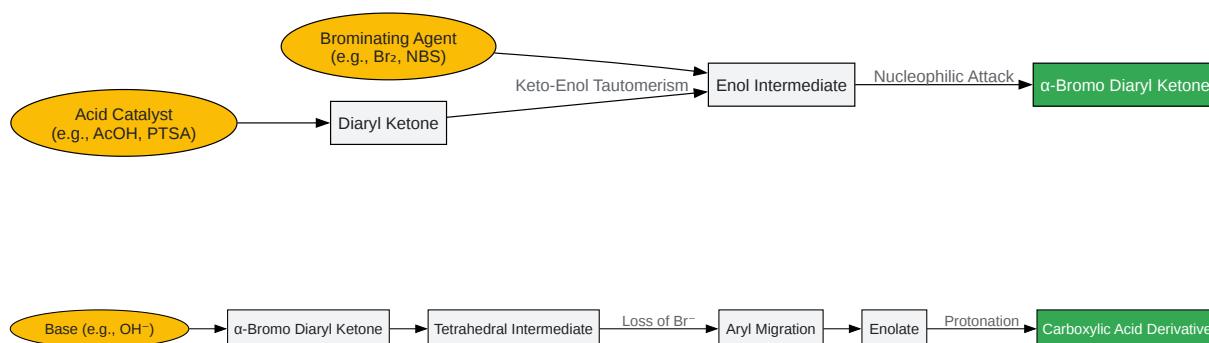 Brominating Agent
(e.g., Br₂, NBS)
Keto-Enol Tautomerism
Enol Intermediate
Nucleophilic Attack
α-Bromo Diaryl Ketone
Acid Catalyst
(e.g., AcOH, PTSA)
Diaryl Ketone
Base (e.g., OH⁻)
α-Bromo Diaryl Ketone
Tetrahedral Intermediate
Loss of Br⁻
Aryl Migration
Enolate
Protonation
Carboxylic Acid Derivative